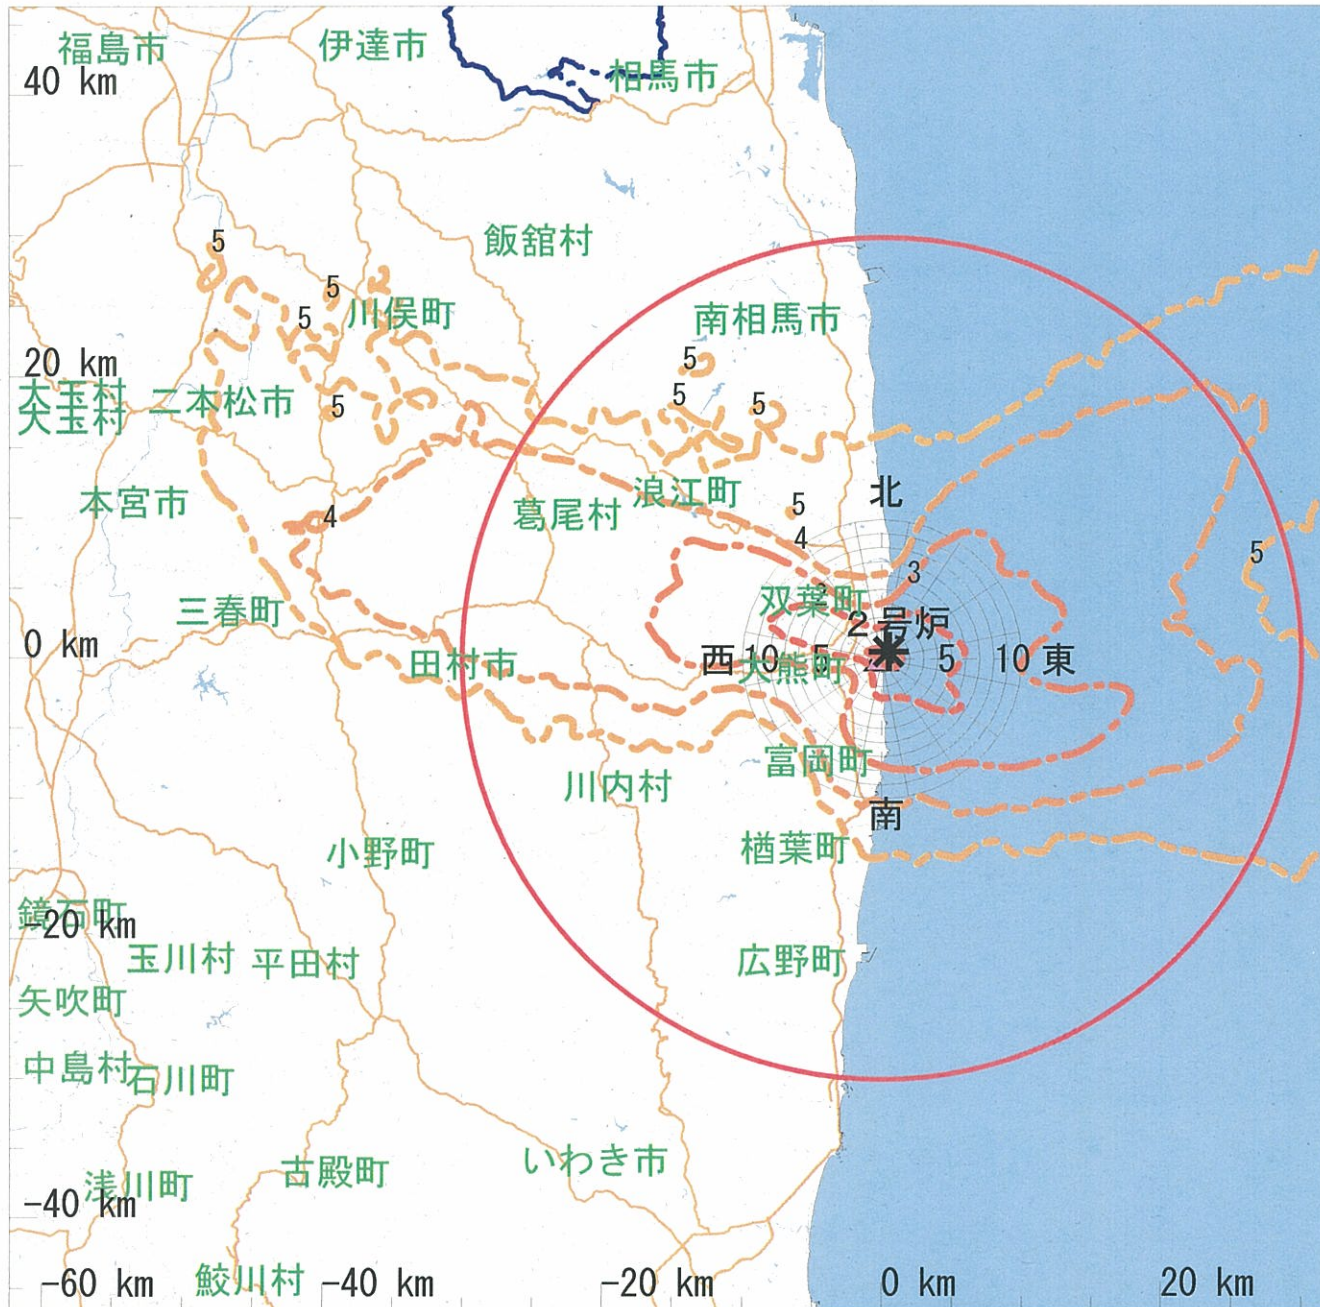 福島市
伊達市
相馬市
40 km
飯舘村
5
5
5
川俣町
南相馬市
20 km
5
大玉村
大玉村
二本松市
5
5
5
本宮市
葛尾村
浪江町
北
4
5
4
5
3
三春町
双葉町
2号炉
0 km
田村市
西
10
5
大熊町
5
10
東
富岡町
川内村
南
小野町
楢葉町
鏡石町
-20 km
玉川村
平田村
広野町
矢吹町
中島村
石川町
いわき市
古殿町
浅川町
-40 km
-60 km
鮫川村
-40 km
-20 km
0 km
20 km